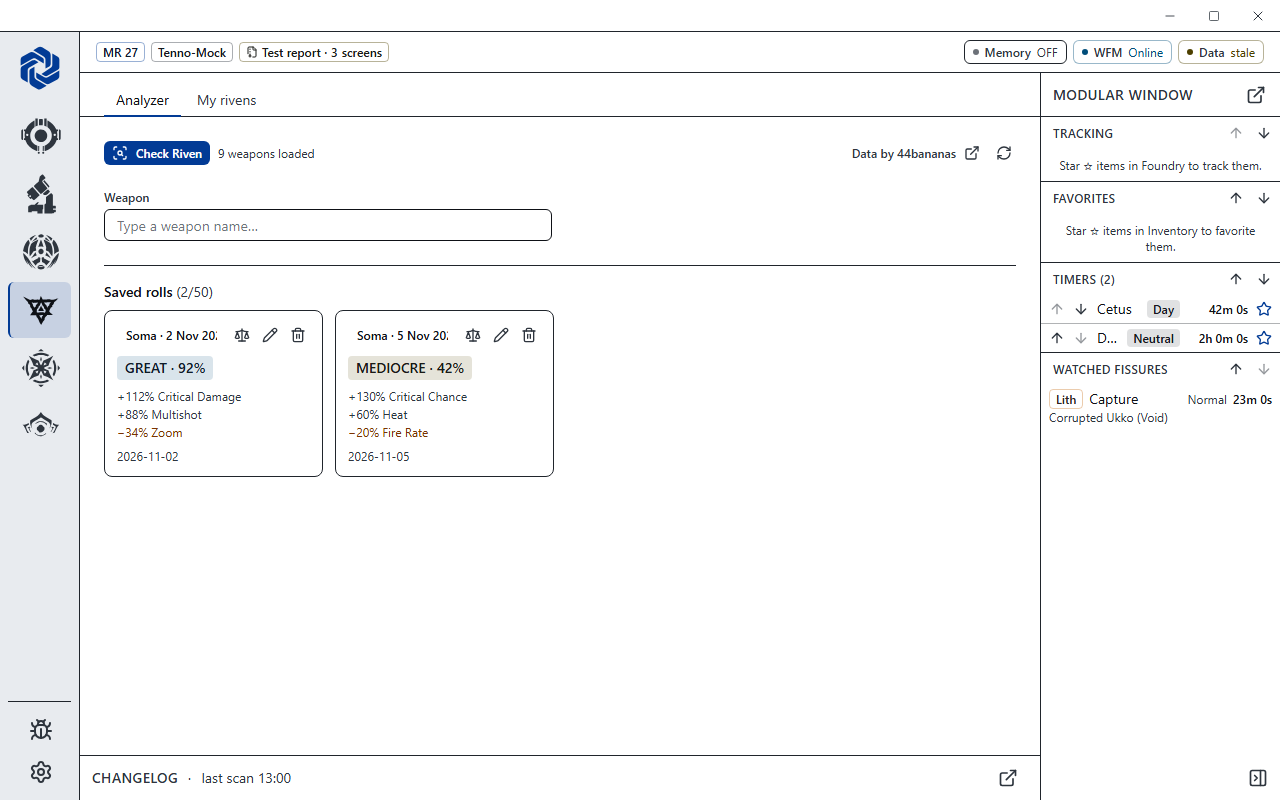 MR 27
Tenno-Mock
Test report · 3 screens
Memory OFF
WFM Online
Data stale
Analyzer
My rivens
Check Riven
9 weapons loaded
Data by 44bananas
Weapon
Type a weapon name...
Saved rolls (2/50)
Soma · 2 Nov 202
GREAT · 92%
+112% Critical Damage
+88% Multishot
−34% Zoom
2026-11-02
Soma · 5 Nov 202
MEDIOCRE · 42%
+130% Critical Chance
+60% Heat
−20% Fire Rate
2026-11-05
CHANGELOG · last scan 13:00
MODULAR WINDOW
TRACKING
Star ☆ items in Foundry to track them.
FAVORITES
Star ☆ items in Inventory to favorite
them.
TIMERS (2)
Cetus Day 42m 0s
D... Neutral 2h 0m 0s
WATCHED FISSURES
Lith Capture Normal 23m 0s
Corrupted Ukko (Void)